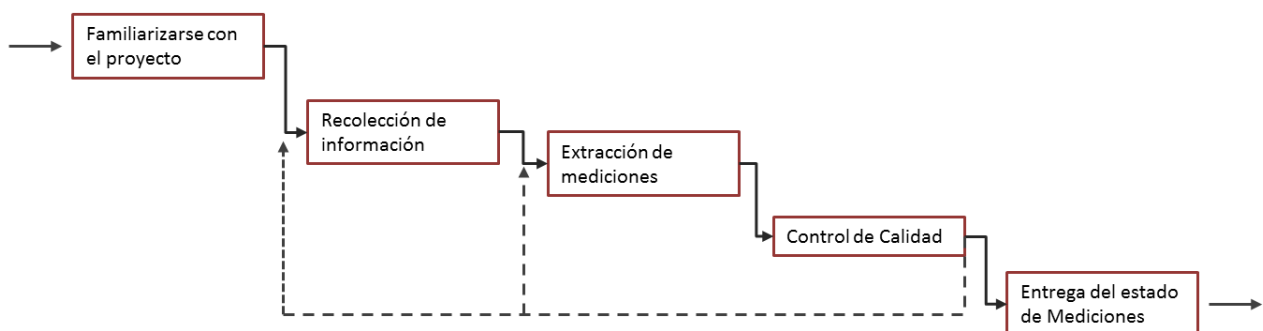 Familiarizarse con
el proyecto
Recolección de
información
Extracción de
mediciones
Control de Calidad
Entrega del estado
de Mediciones